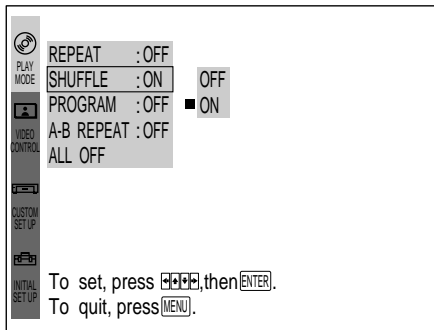 PLAY
MODE
VIDEO
CONTROL
CUSTOM
SET UP
INITIAL
SET UP
REPEAT : OFF
SHUFFLE : ON
PROGRAM : OFF
A-B REPEAT : OFF
ALL OFF
OFF
ON
To set, press ,then ENTER.
To quit, press MENU.